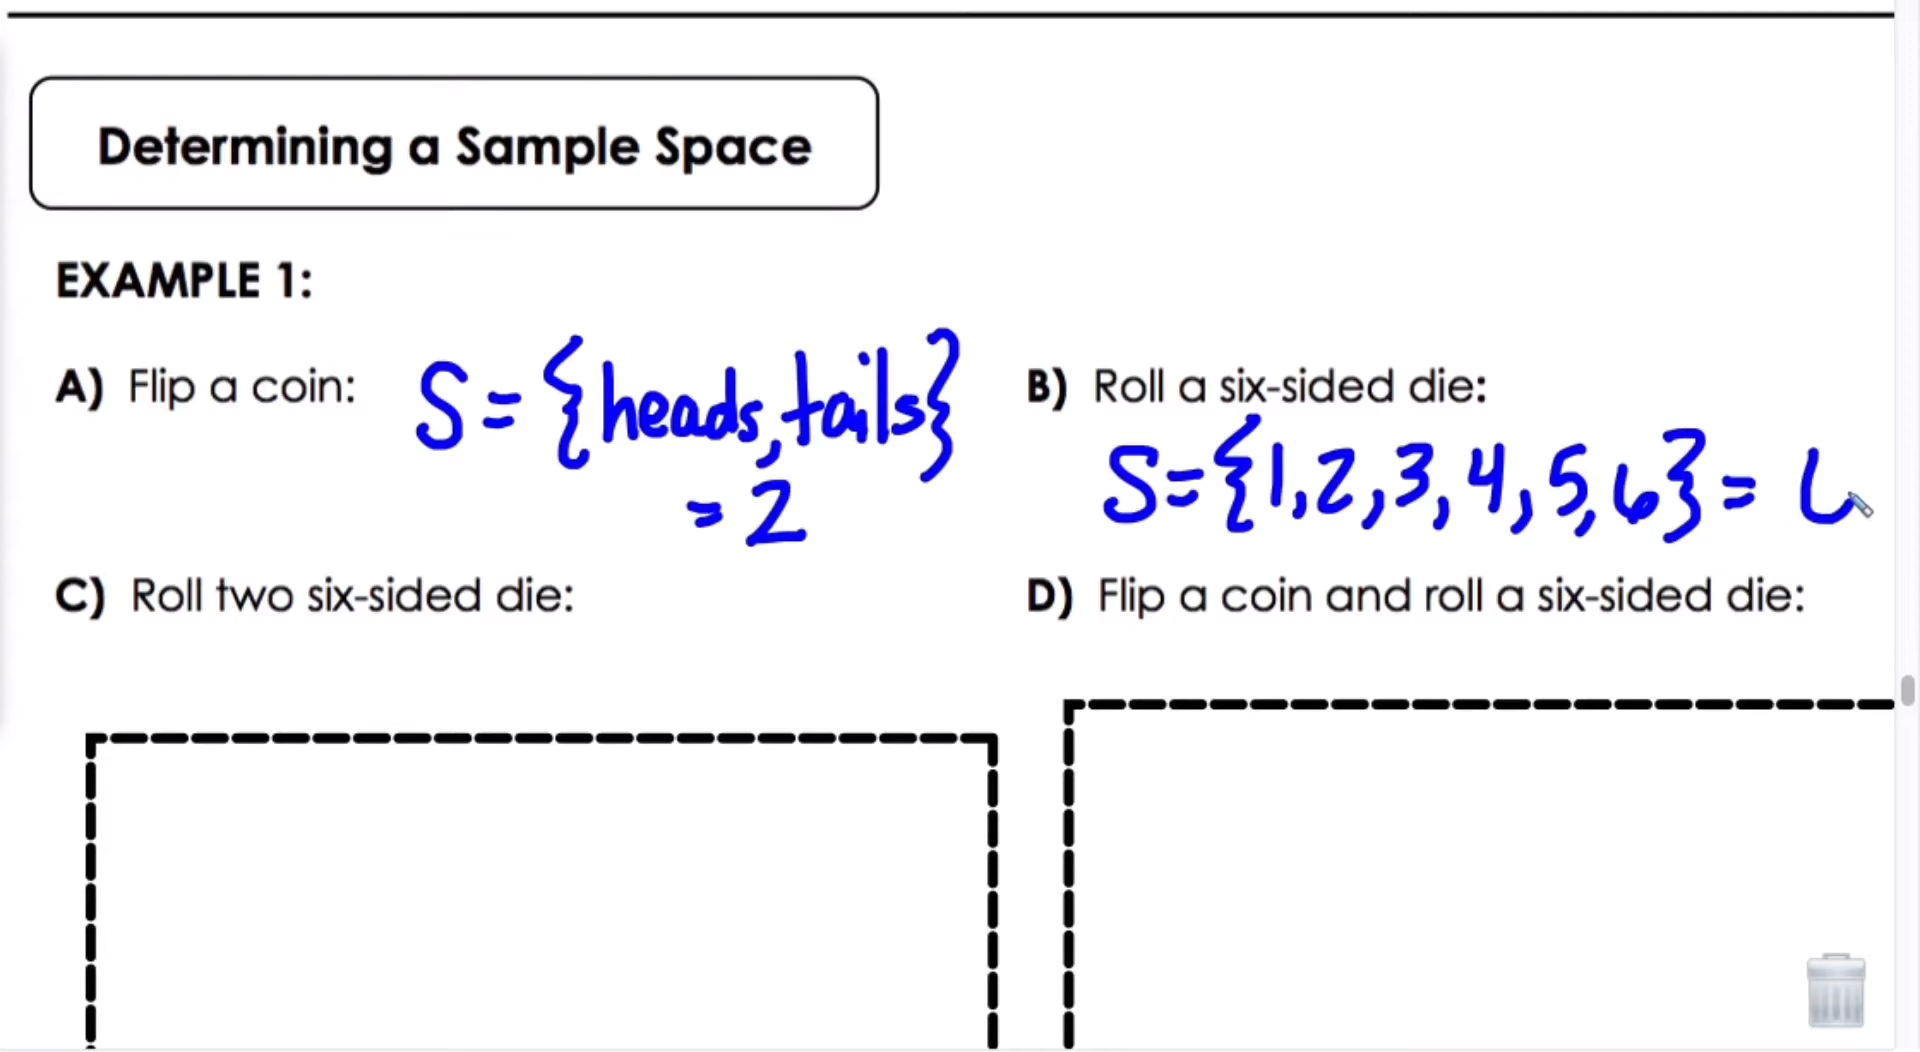 Determining a Sample Space
EXAMPLE 1:
A) Flip a coin:
S = {heads, tails}
= 2
B) Roll a six-sided die:
S={1,2,3,4,5,6} =
C) Roll two six-sided die:
D) Flip a coin and roll a six-sided die: